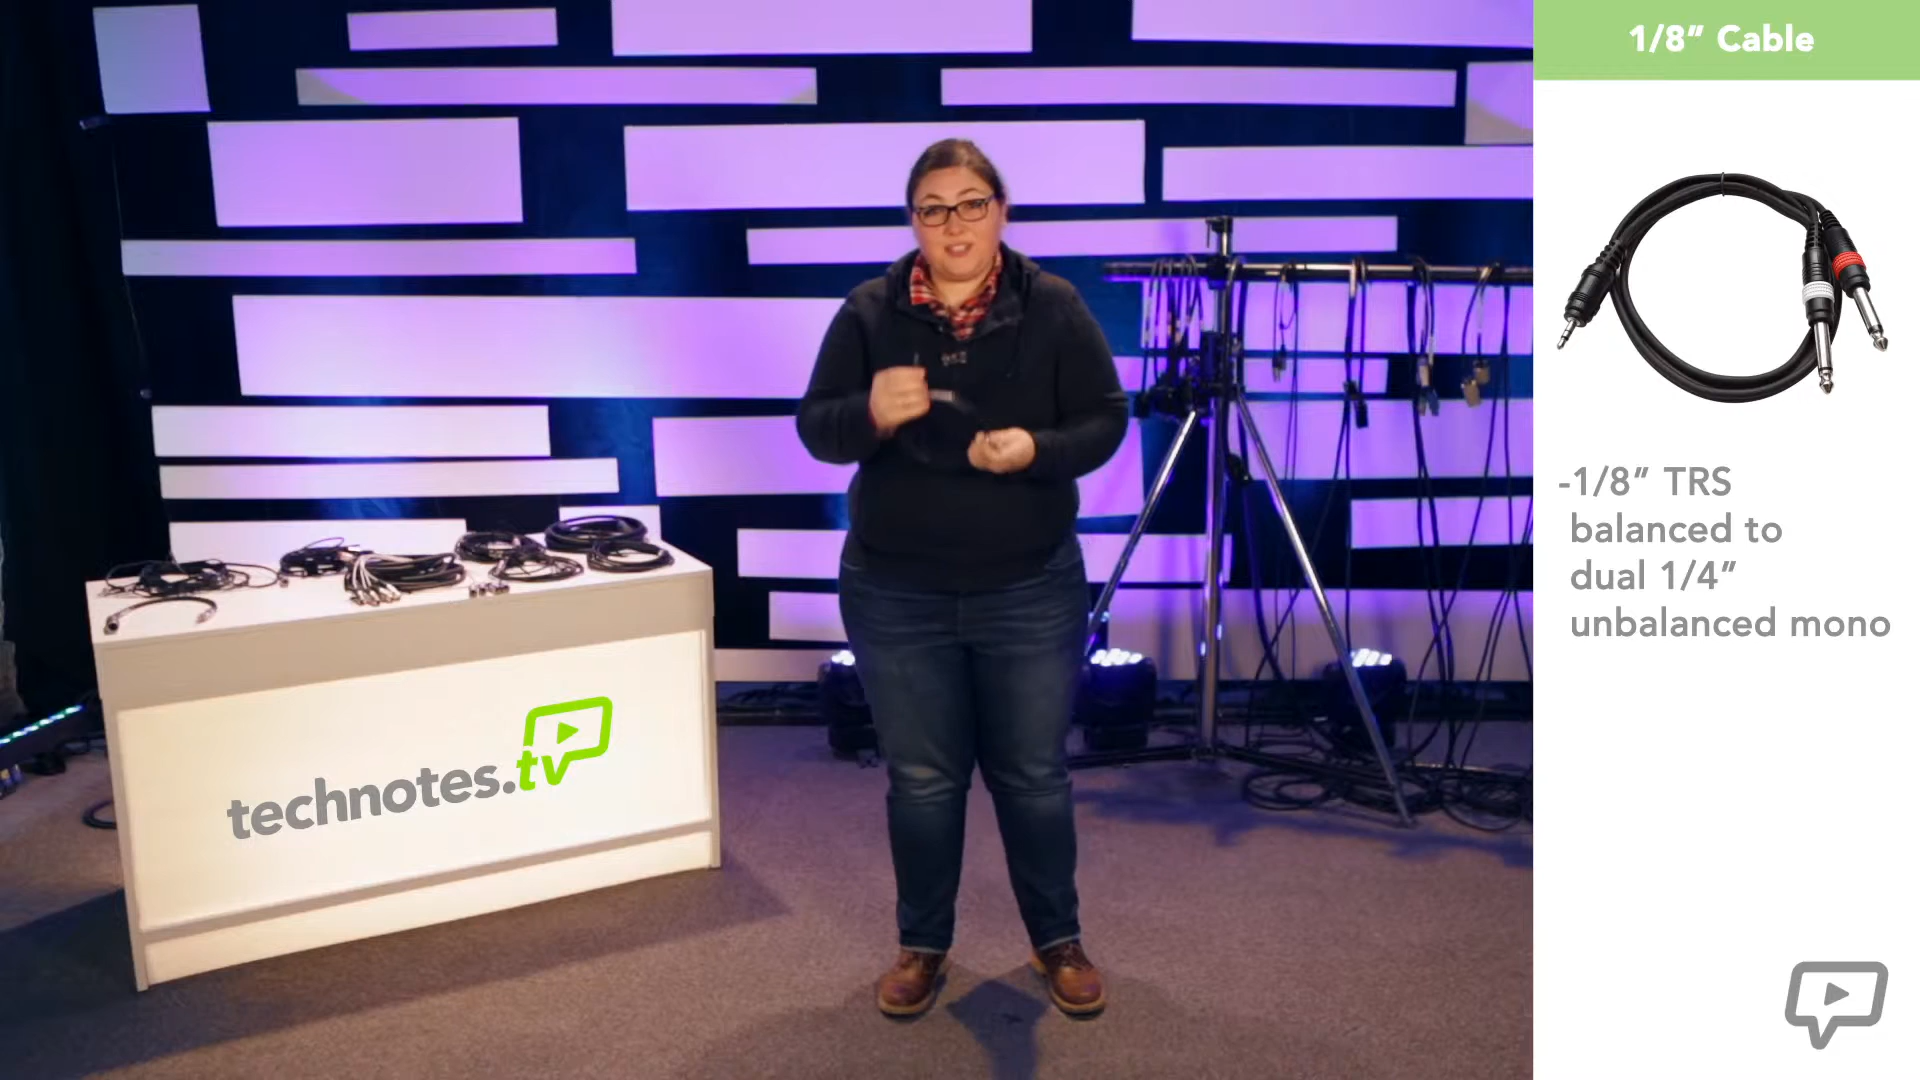 1/8” Cable
-1/8” TRS
balanced to
dual 1/4”
unbalanced mono
technotes.tv